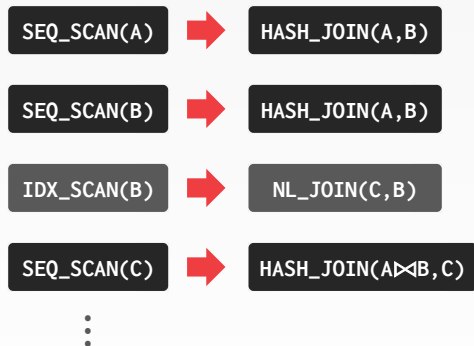 SEQ_SCAN(A) HASH_JOIN(A,B)
SEQ_SCAN(B) HASH_JOIN(A,B)
IDX_SCAN(B) NL_JOIN(C,B)
SEQ_SCAN(C) HASH_JOIN(A⨝B,C)